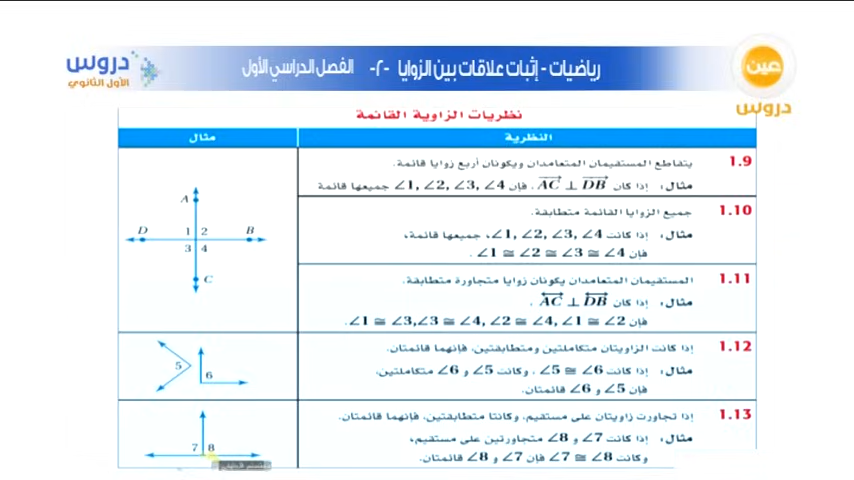 رياضيات - إثبات علاقات بين الزوايا -٢- الفصل الدراسي الأول
دروس
الأول الثانوي
عين
دروس
نظريات الزاوية القائمة
النظرية
مثال
1.9
يتقاطع المستقيمان المتعامدان ويكونان أربع زوايا قائمة.
مثال: إذا كان AC ⊥ DB، فإن ∠1, ∠2, ∠3, ∠4 جميعها قائمة
1.10
جميع الزوايا القائمة متطابقة.
مثال: إذا كانت ∠1, ∠2, ∠3, ∠4، جميعها قائمة،
فإن ∠1 ≅ ∠2 ≅ ∠3 ≅ ∠4 .
1.11
المستقيمان المتعامدان يكونان زوايا متجاورة متطابقة.
مثال: إذا كان AC ⊥ DB ،
فإن ∠1 ≅ ∠2, ∠2 ≅ ∠4, ∠3 ≅ ∠4, ∠1 ≅ ∠3.
A
D
B
C
1 2
3 4
1.12
إذا كانت الزاويتان متكاملتين ومتطابقتين، فإنهما قائمتان.
مثال: إذا كانت ∠5 ≅ ∠6 ، وكانت ∠5 و ∠6 متكاملتين،
فإن ∠5 و ∠6 قائمتان.
5
6
1.13
إذا تجاورت زاويتان على مستقيم، وكانتا متطابقتين، فإنهما قائمتان.
مثال: إذا كانت ∠7 و ∠8 متجاورتين على مستقيم،
وكانت ∠7 ≅ ∠8 فإن ∠7 و ∠8 قائمتان.
7 8